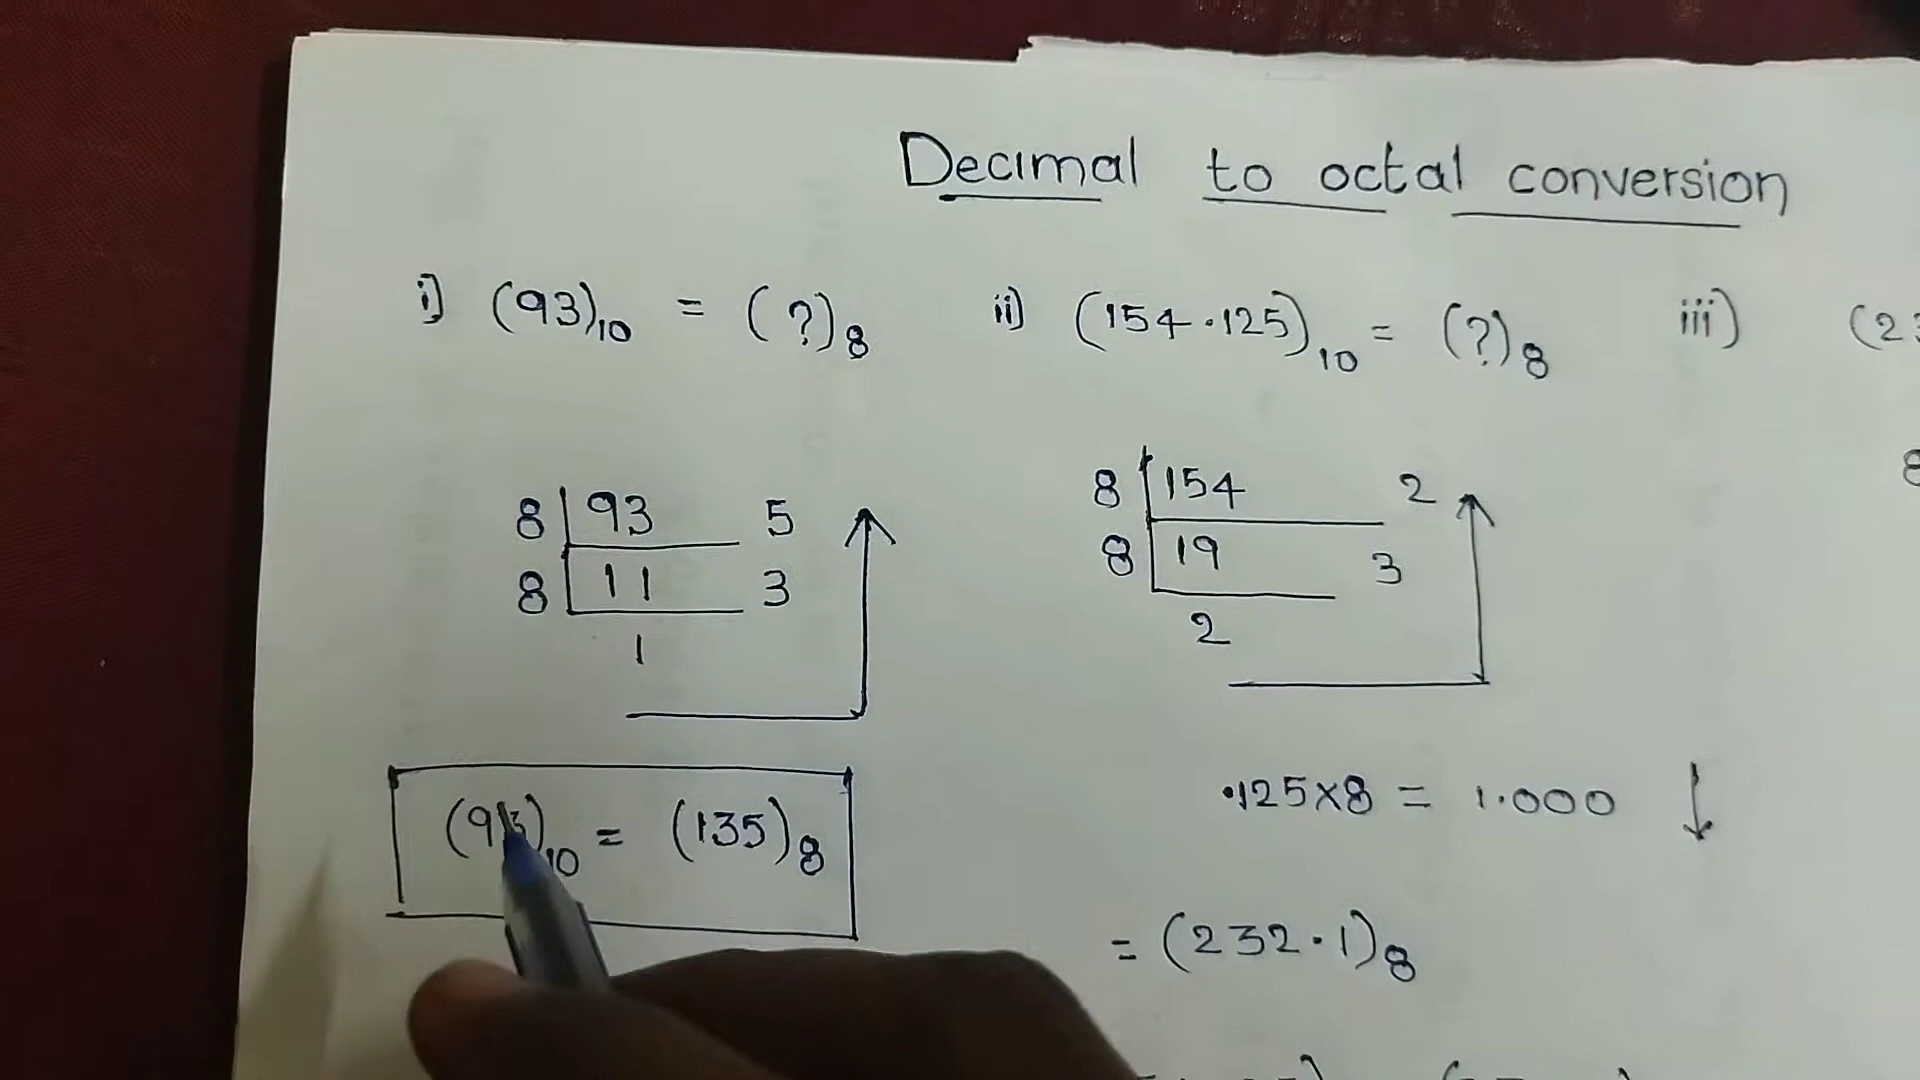 Decimal to octal conversion
i) (93)10 = (?)8
ii) (154.125)10 = (?)8
iii)
8 | 93 5
8 | 11 3
1
(93)10 = (135)8
8 | 154 2
8 | 19 3
2
.125×8 = 1.000 ↓
= (232.1)8